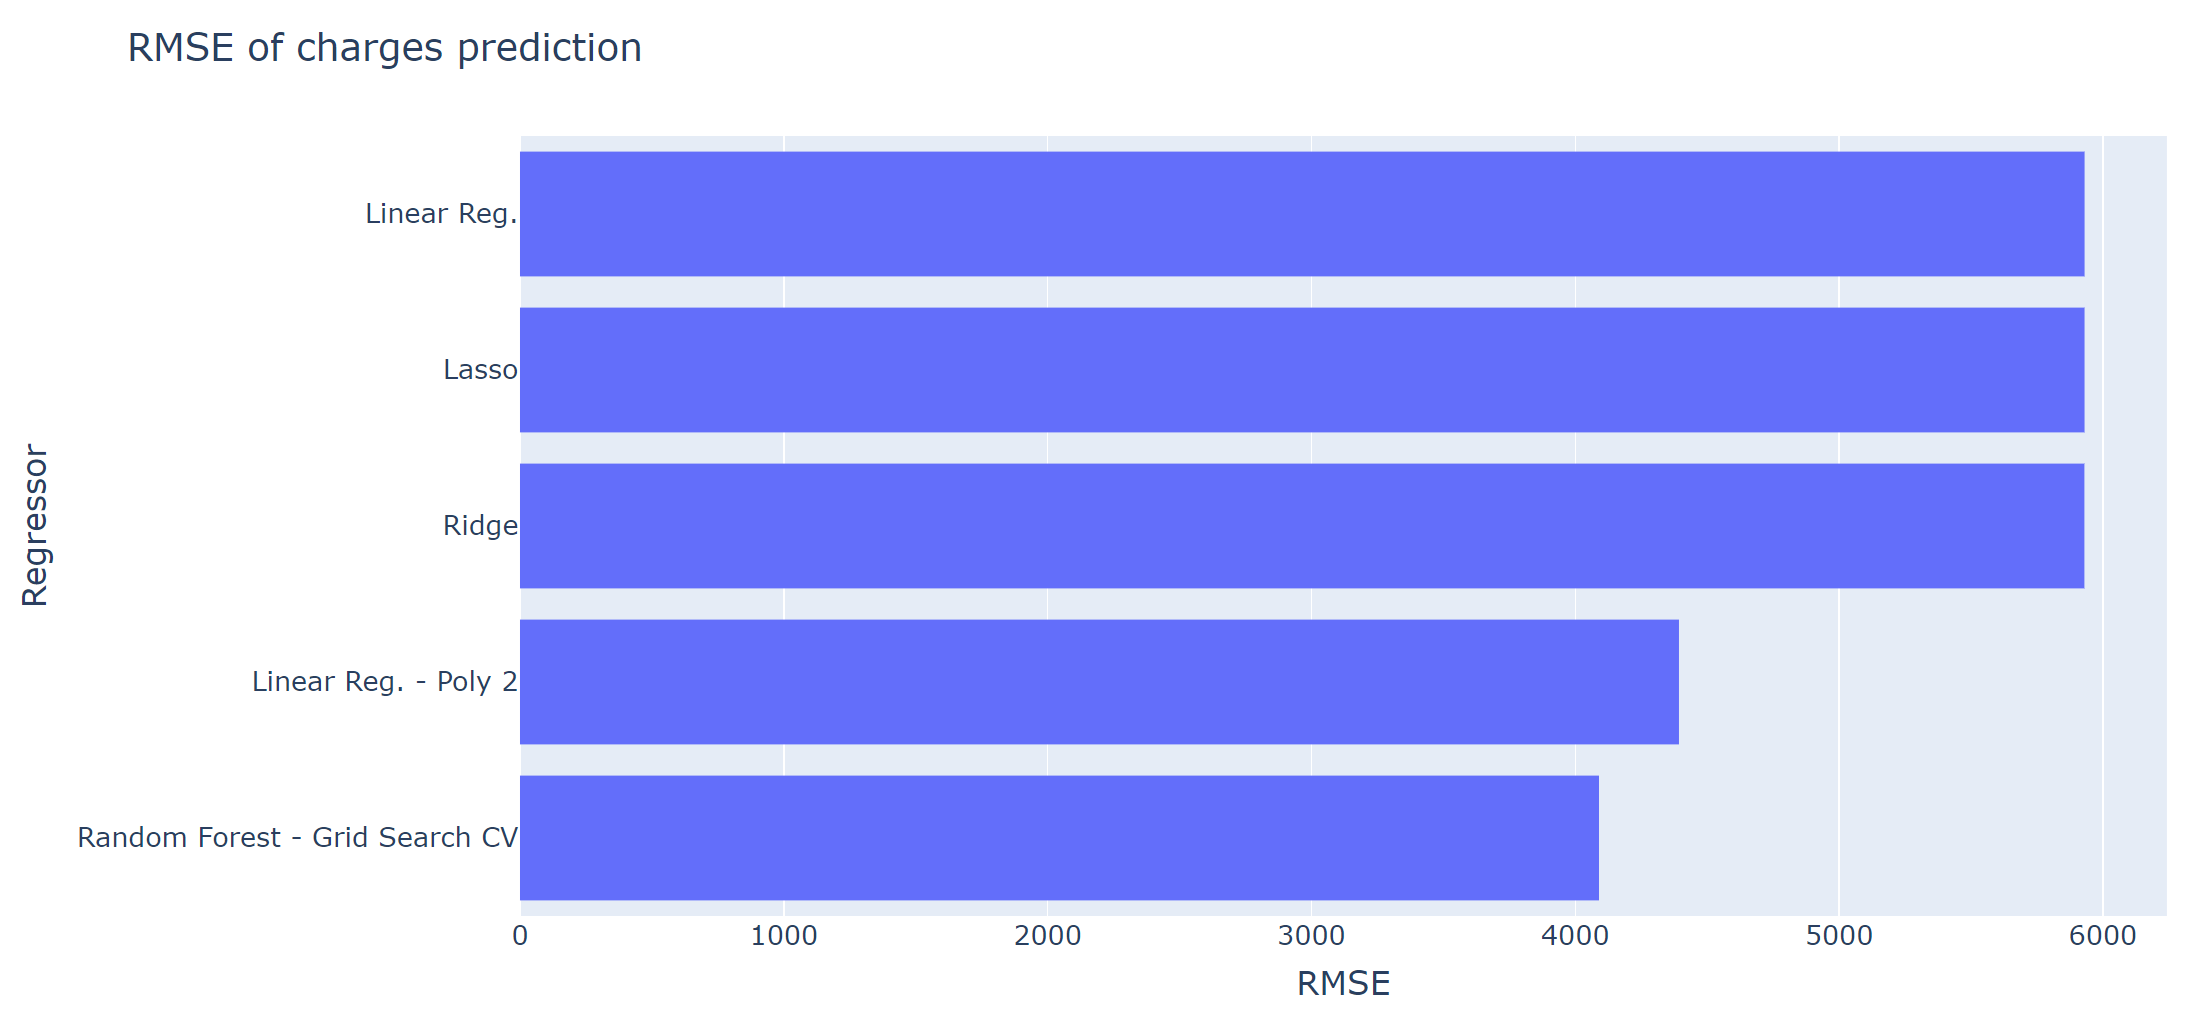 RMSE of charges prediction
Regressor
Linear Reg.
Lasso
Ridge
Linear Reg. - Poly 2
Random Forest - Grid Search CV
0 1000 2000 3000 4000 5000 6000
RMSE